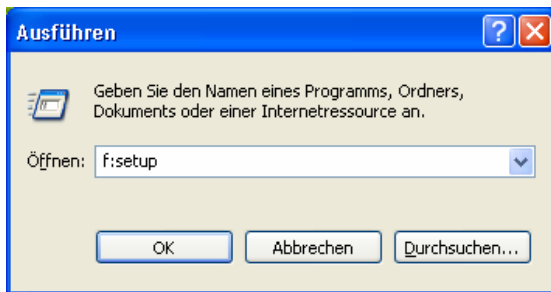 Ausführen
Geben Sie den Namen eines Programms, Ordners,
Dokuments oder einer Internetressource an.
Öffnen: f:setup
OK Abbrechen Durchsuchen...